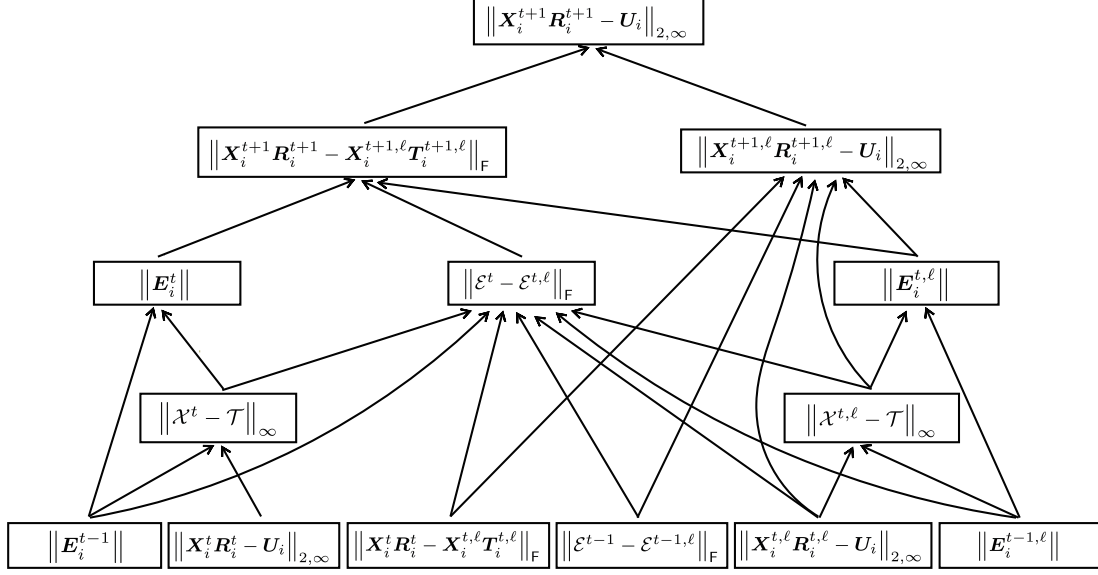 ‖X_i^{t+1} R_i^{t+1} − U_i‖_{2,∞}
‖X_i^{t+1} R_i^{t+1} − X_i^{t+1,ℓ} T_i^{t+1,ℓ}‖_F
‖X_i^{t+1,ℓ} R_i^{t+1,ℓ} − U_i‖_{2,∞}
‖E_i^t‖
‖ℰ^t − ℰ^{t,ℓ}‖_F
‖E_i^{t,ℓ}‖
‖𝒳^t − 𝒯‖_∞
‖𝒳^{t,ℓ} − 𝒯‖_∞
‖E_i^{t−1}‖
‖X_i^t R_i^t − U_i‖_{2,∞}
‖X_i^t R_i^t − X_i^{t,ℓ} T_i^{t,ℓ}‖_F
‖ℰ^{t−1} − ℰ^{t−1,ℓ}‖_F
‖X_i^{t,ℓ} R_i^{t,ℓ} − U_i‖_{2,∞}
‖E_i^{t−1,ℓ}‖